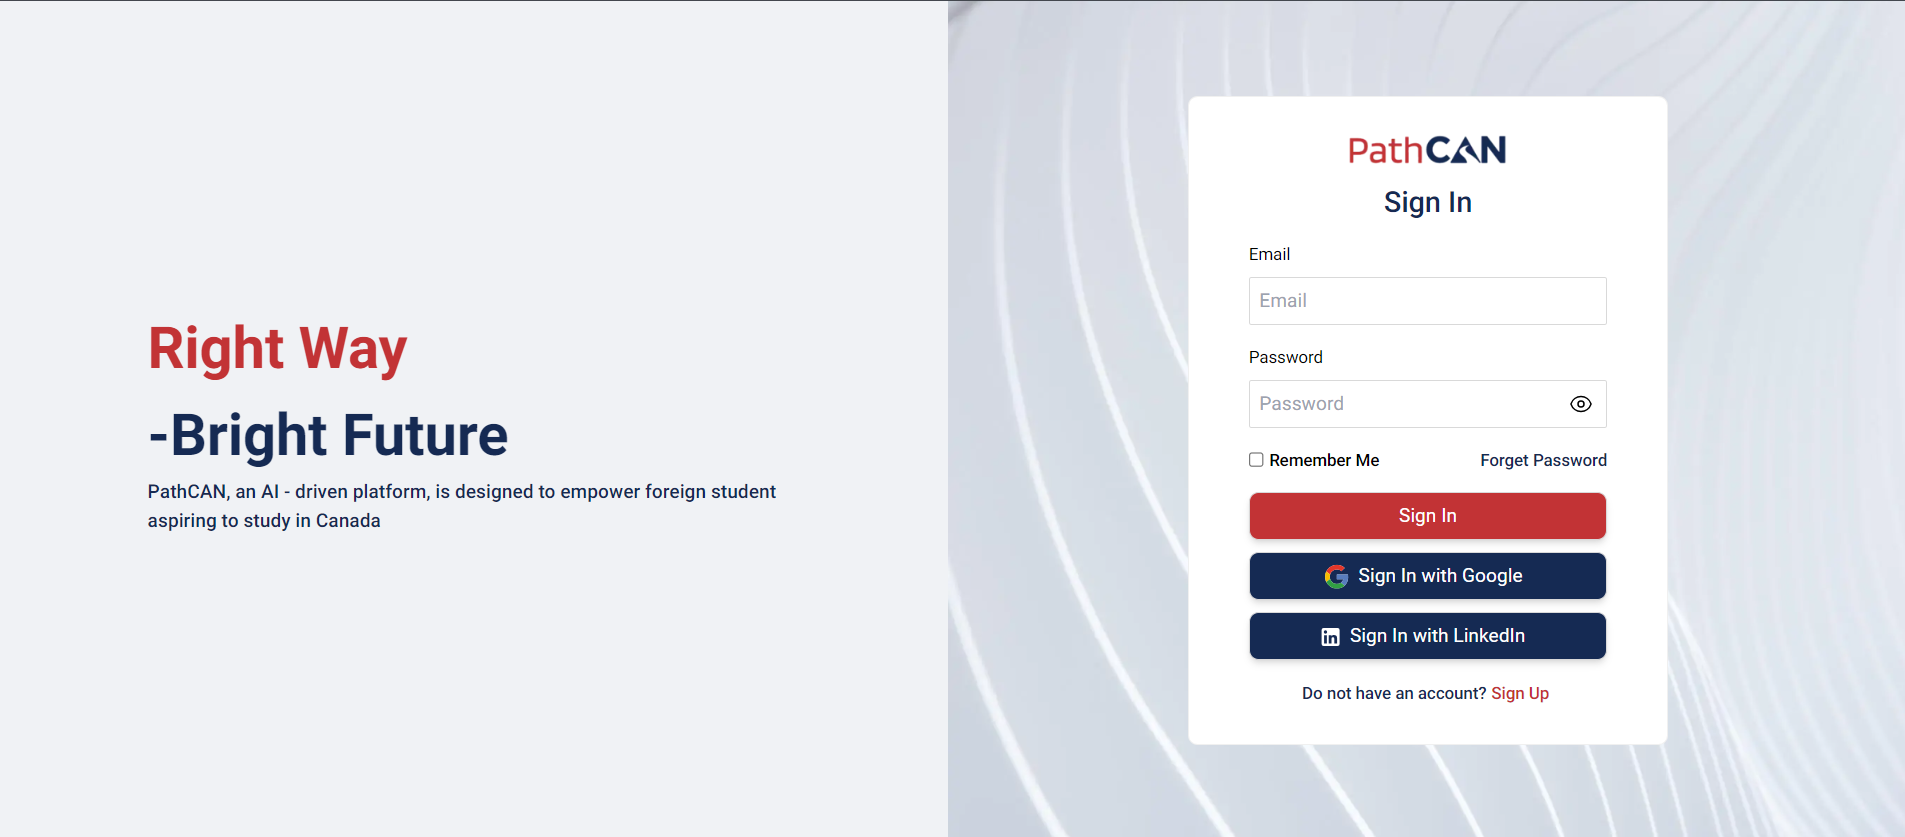 Right Way
-Bright Future
PathCAN, an AI - driven platform, is designed to empower foreign student
aspiring to study in Canada
PathCAN
Sign In
Email
Email
Password
Password
Remember Me Forget Password
Sign In
Sign In with Google
in Sign In with LinkedIn
Do not have an account? Sign Up